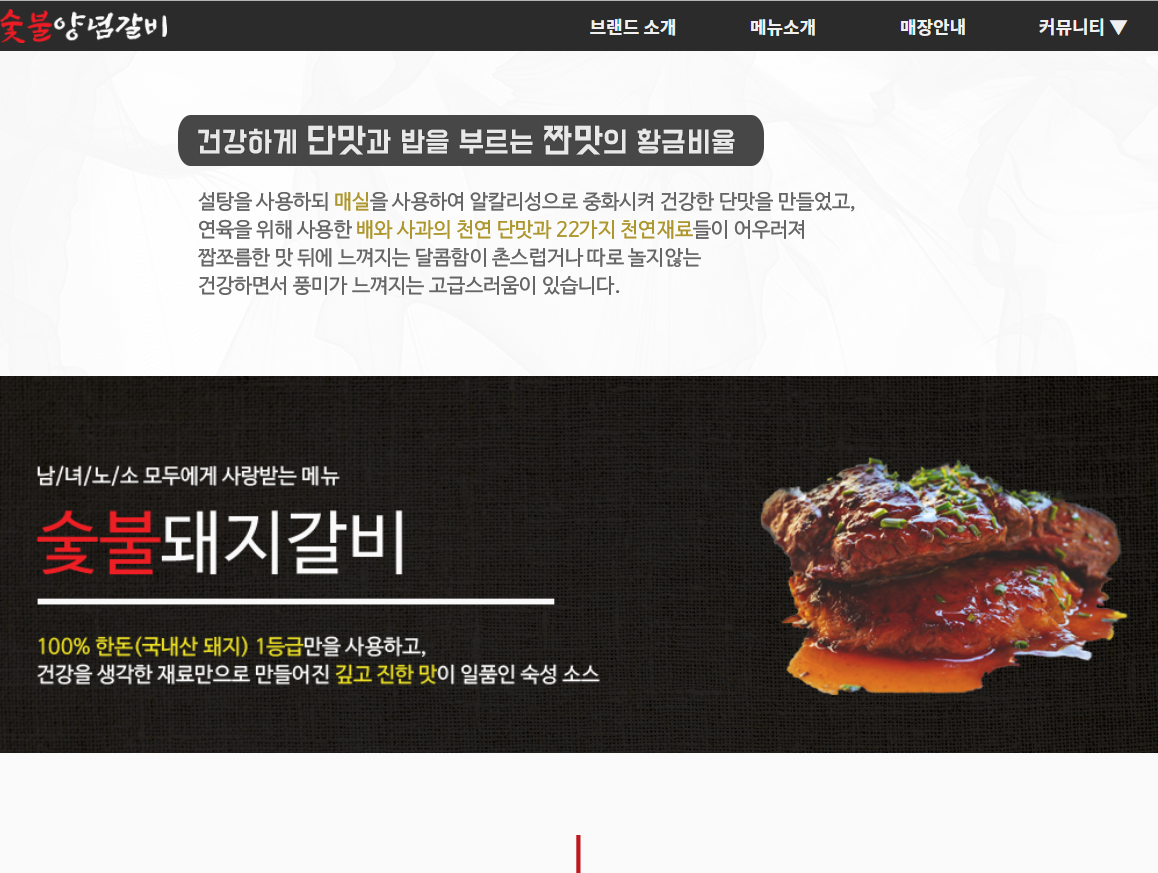 숯불양념갈비
브랜드 소개 메뉴소개 매장안내 커뮤니티 ▼
건강하게 단맛과 밥을 부르는 짠맛의 황금비율
설탕을 사용하되 매실을 사용하여 알칼리성으로 중화시켜 건강한 단맛을 만들었고,
연육을 위해 사용한 배와 사과의 천연 단맛과 22가지 천연재료들이 어우러져
짭쪼름한 맛 뒤에 느껴지는 달콤함이 촌스럽거나 따로 놀지않는
건강하면서 풍미가 느껴지는 고급스러움이 있습니다.
남/녀/노/소 모두에게 사랑받는 메뉴
숯불돼지갈비
100% 한돈(국내산 돼지) 1등급만을 사용하고,
건강을 생각한 재료만으로 만들어진 깊고 진한 맛이 일품인 숙성 소스